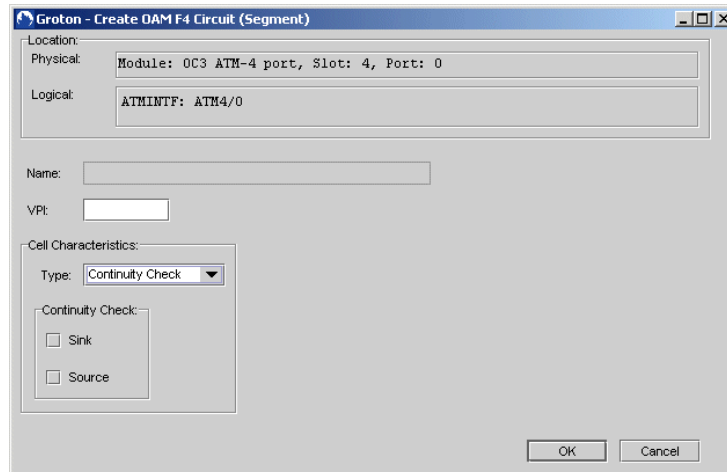 Groton - Create OAM F4 Circuit (Segment)
Location:
Physical: Module: OC3 ATM-4 port, Slot: 4, Port: 0
Logical: ATMINTF: ATM4/0
Name:
VPI:
Cell Characteristics:
Type: Continuity Check
Continuity Check:
Sink
Source
OK Cancel